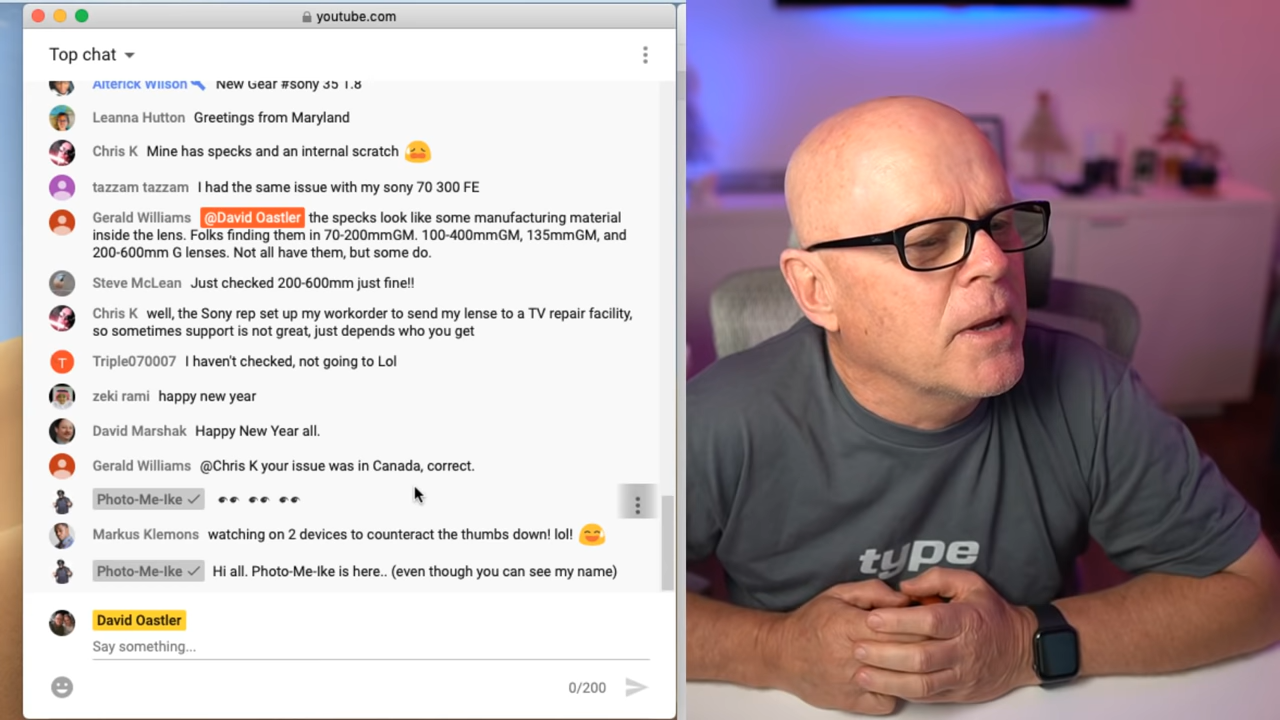 youtube.com
Top chat
Alterick Wilson New Gear #sony 35 1.8
Leanna Hutton Greetings from Maryland
Chris K Mine has specks and an internal scratch
tazzam tazzam I had the same issue with my sony 70 300 FE
Gerald Williams @David Oastler the specks look like some manufacturing material
inside the lens. Folks finding them in 70-200mmGM. 100-400mmGM, 135mmGM, and
200-600mm G lenses. Not all have them, but some do.
Steve McLean Just checked 200-600mm just fine!!
Chris K well, the Sony rep set up my workorder to send my lense to a TV repair facility,
so sometimes support is not great, just depends who you get
T Triple070007 I haven't checked, not going to Lol
zeki rami happy new year
David Marshak Happy New Year all.
Gerald Williams @Chris K your issue was in Canada, correct.
Photo-Me-Ike
Markus Klemons watching on 2 devices to counteract the thumbs down! lol!
Photo-Me-Ike Hi all. Photo-Me-Ike is here.. (even though you can see my name)
David Oastler
Say something...
0/200
type